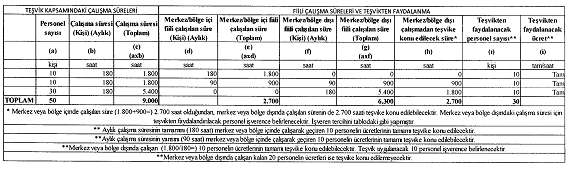 TEŞVİK KAPSAMINDAKİ ÇALIŞMA SÜRELERİ
FİİLİ ÇALIŞMA SÜRELERİ VE TEŞVİKTEN FAYDALANMA
Personel sayısı Çalışma süresi (Kişi) (Aylık) Çalışma süresi (Toplam) Merkez/bölge içi fiili çalışılan süre (Kişi) (Aylık) Merkez/bölge içi fiili çalışılan süre (Toplam) Merkez/bölge dışı fiili çalışılan süre (Kişi) (Aylık) Merkez/bölge dışı fiili çalışılan süre (Toplam) Merkez/bölge dışı çalışmadan teşvike konu edilecek süre* Teşvikten faydalanacak personel sayısı** Teşvikten faydalanacak ücret**
(a) (b) (c) (axb) (d) (e) (axd) (f) (g) (axf) (h) (ı) (i)
kişi saat saat saat saat saat saat saat kişi tam/saat
10 180 1.800 180 1.800 0 0 0 10 Tam
10 180 1.800 90 900 90 900 900 10 Tam
30 180 5.400 0 0 180 5.400 1.800 10 Tam
TOPLAM 50 9.000 2.700 6.300 2.700 30
* Merkez veya bölge içinde çalışılan süre (1.800+900=) 2.700 saat olduğundan, merkez veya bölge dışında çalışılan sürenin de 2.700 saati teşvike konu edilebilecektir. Merkez veya bölge dışındaki çalışma süresi için
teşvikten faydalandırılacak personel işverence belirlenecektir. İşveren tercihini tablodaki gibi yapmıştır.
** Aylık çalışma süresinin tamamını (180 saat) merkez veya bölge içinde çalışarak geçiren 10 personelin ücretlerinin tamamı teşvike konu edilecektir.
**Aylık çalışma süresinin yarısını (90 saat) merkez veya bölge içinde çalışarak geçiren 10 personelin ücretlerinin tamamı teşvike konu edilecektir.
**Merkez veya bölge dışında çalışan (1.800/180=) 10 personelin ücretlerinin tamamı teşvike konu edilebilecektir. Teşvik uygulanacak 10 personel işverence belirlenecektir.
**Merkez veya bölge dışında çalışan kalan 20 personelin ücretleri ise teşvike konu edilemeyecektir.